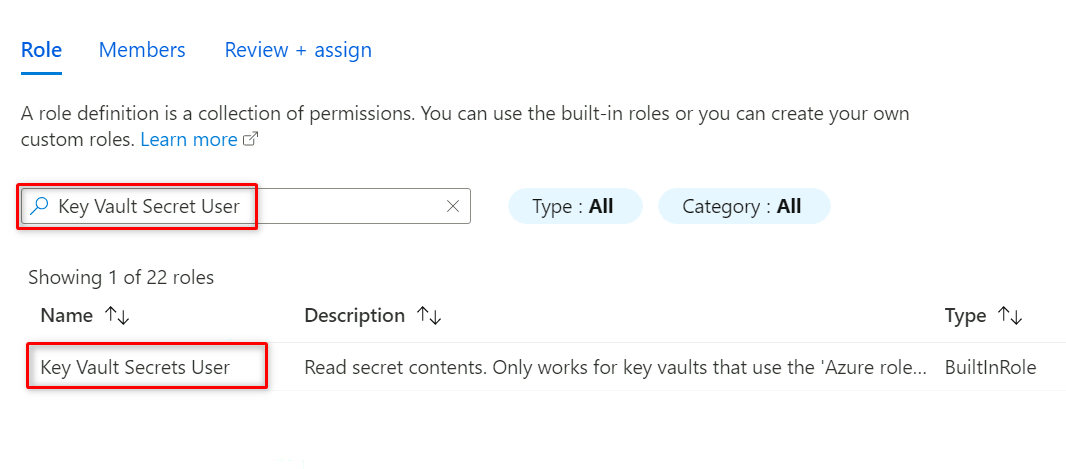 Role Members Review + assign
A role definition is a collection of permissions. You can use the built-in roles or you can create your own
custom roles. Learn more
Key Vault Secret User Type : All Category : All
Showing 1 of 22 roles
Name Description Type
Key Vault Secrets User Read secret contents. Only works for key vaults that use the 'Azure role... BuiltInRole